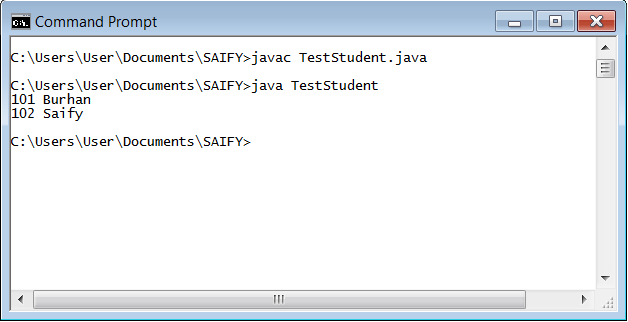 Command Prompt
C:\Users\User\Documents\SAIFY>javac TestStudent.java
C:\Users\User\Documents\SAIFY>java TestStudent
101 Burhan
102 Saify
C:\Users\User\Documents\SAIFY>